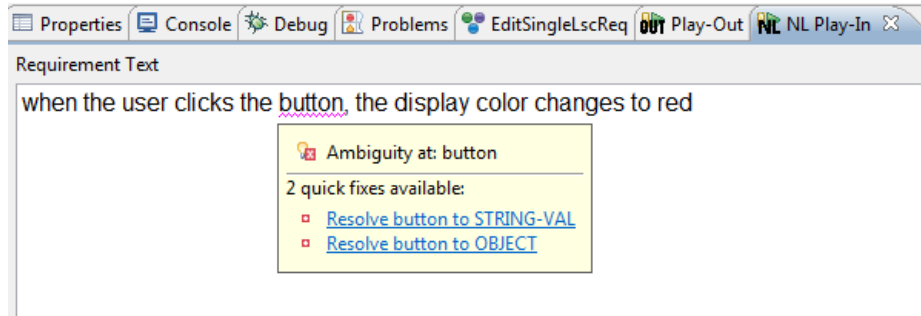 Properties Console Debug Problems EditSingleLscReq OUT Play-Out NL NL Play-In
Requirement Text
when the user clicks the button, the display color changes to red
Ambiguity at: button
2 quick fixes available:
Resolve button to STRING-VAL
Resolve button to OBJECT